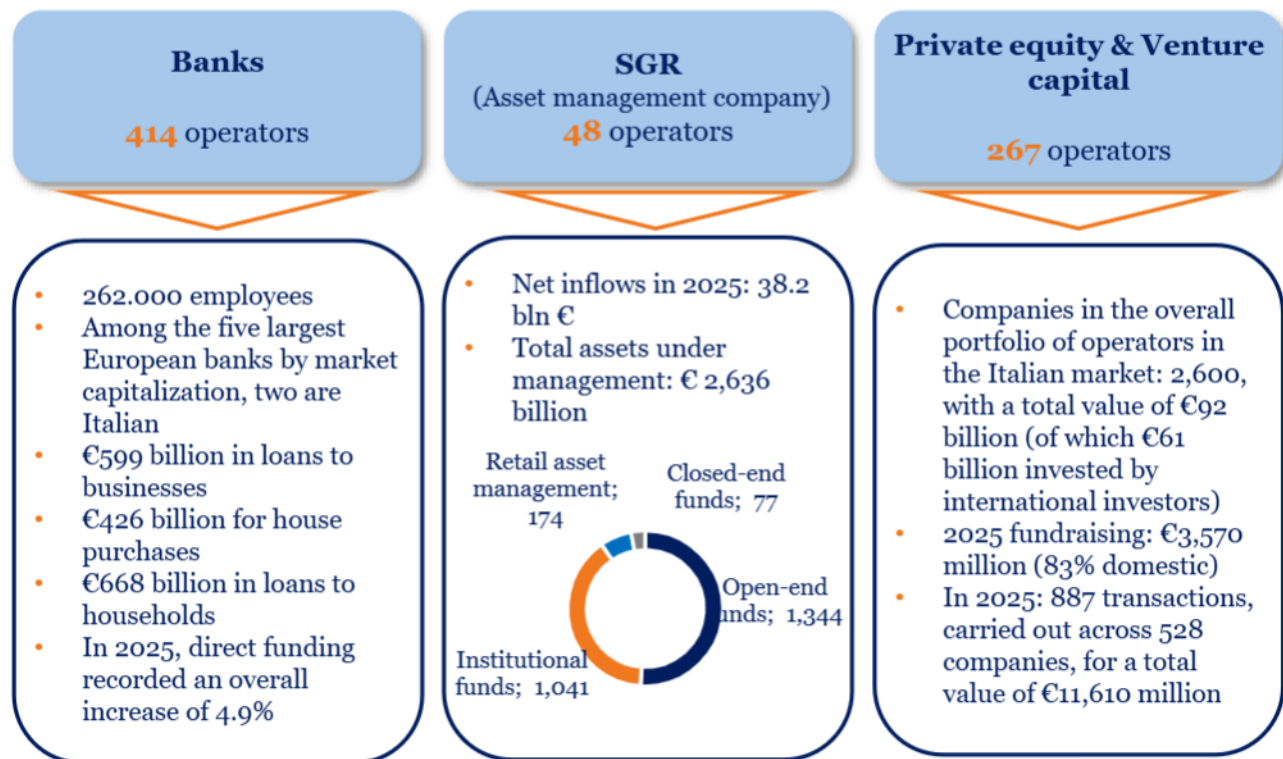 Banks
414 operators
262.000 employees
Among the five largest
European banks by market
capitalization, two are
Italian
€599 billion in loans to
businesses
€426 billion for house
purchases
€668 billion in loans to
households
In 2025, direct funding
recorded an overall
increase of 4.9%
SGR
(Asset management company)
48 operators
Net inflows in 2025: 38.2
bln €
Total assets under
management: € 2,636
billion
Retail asset
management;
174
Closed-end
funds; 77
Open-end
unds; 1,344
Institutional
funds; 1,041
Private equity & Venture
capital
267 operators
Companies in the overall
portfolio of operators in
the Italian market: 2,600,
with a total value of €92
billion (of which €61
billion invested by
international investors)
2025 fundraising: €3,570
million (83% domestic)
In 2025: 887 transactions,
carried out across 528
companies, for a total
value of €11,610 million